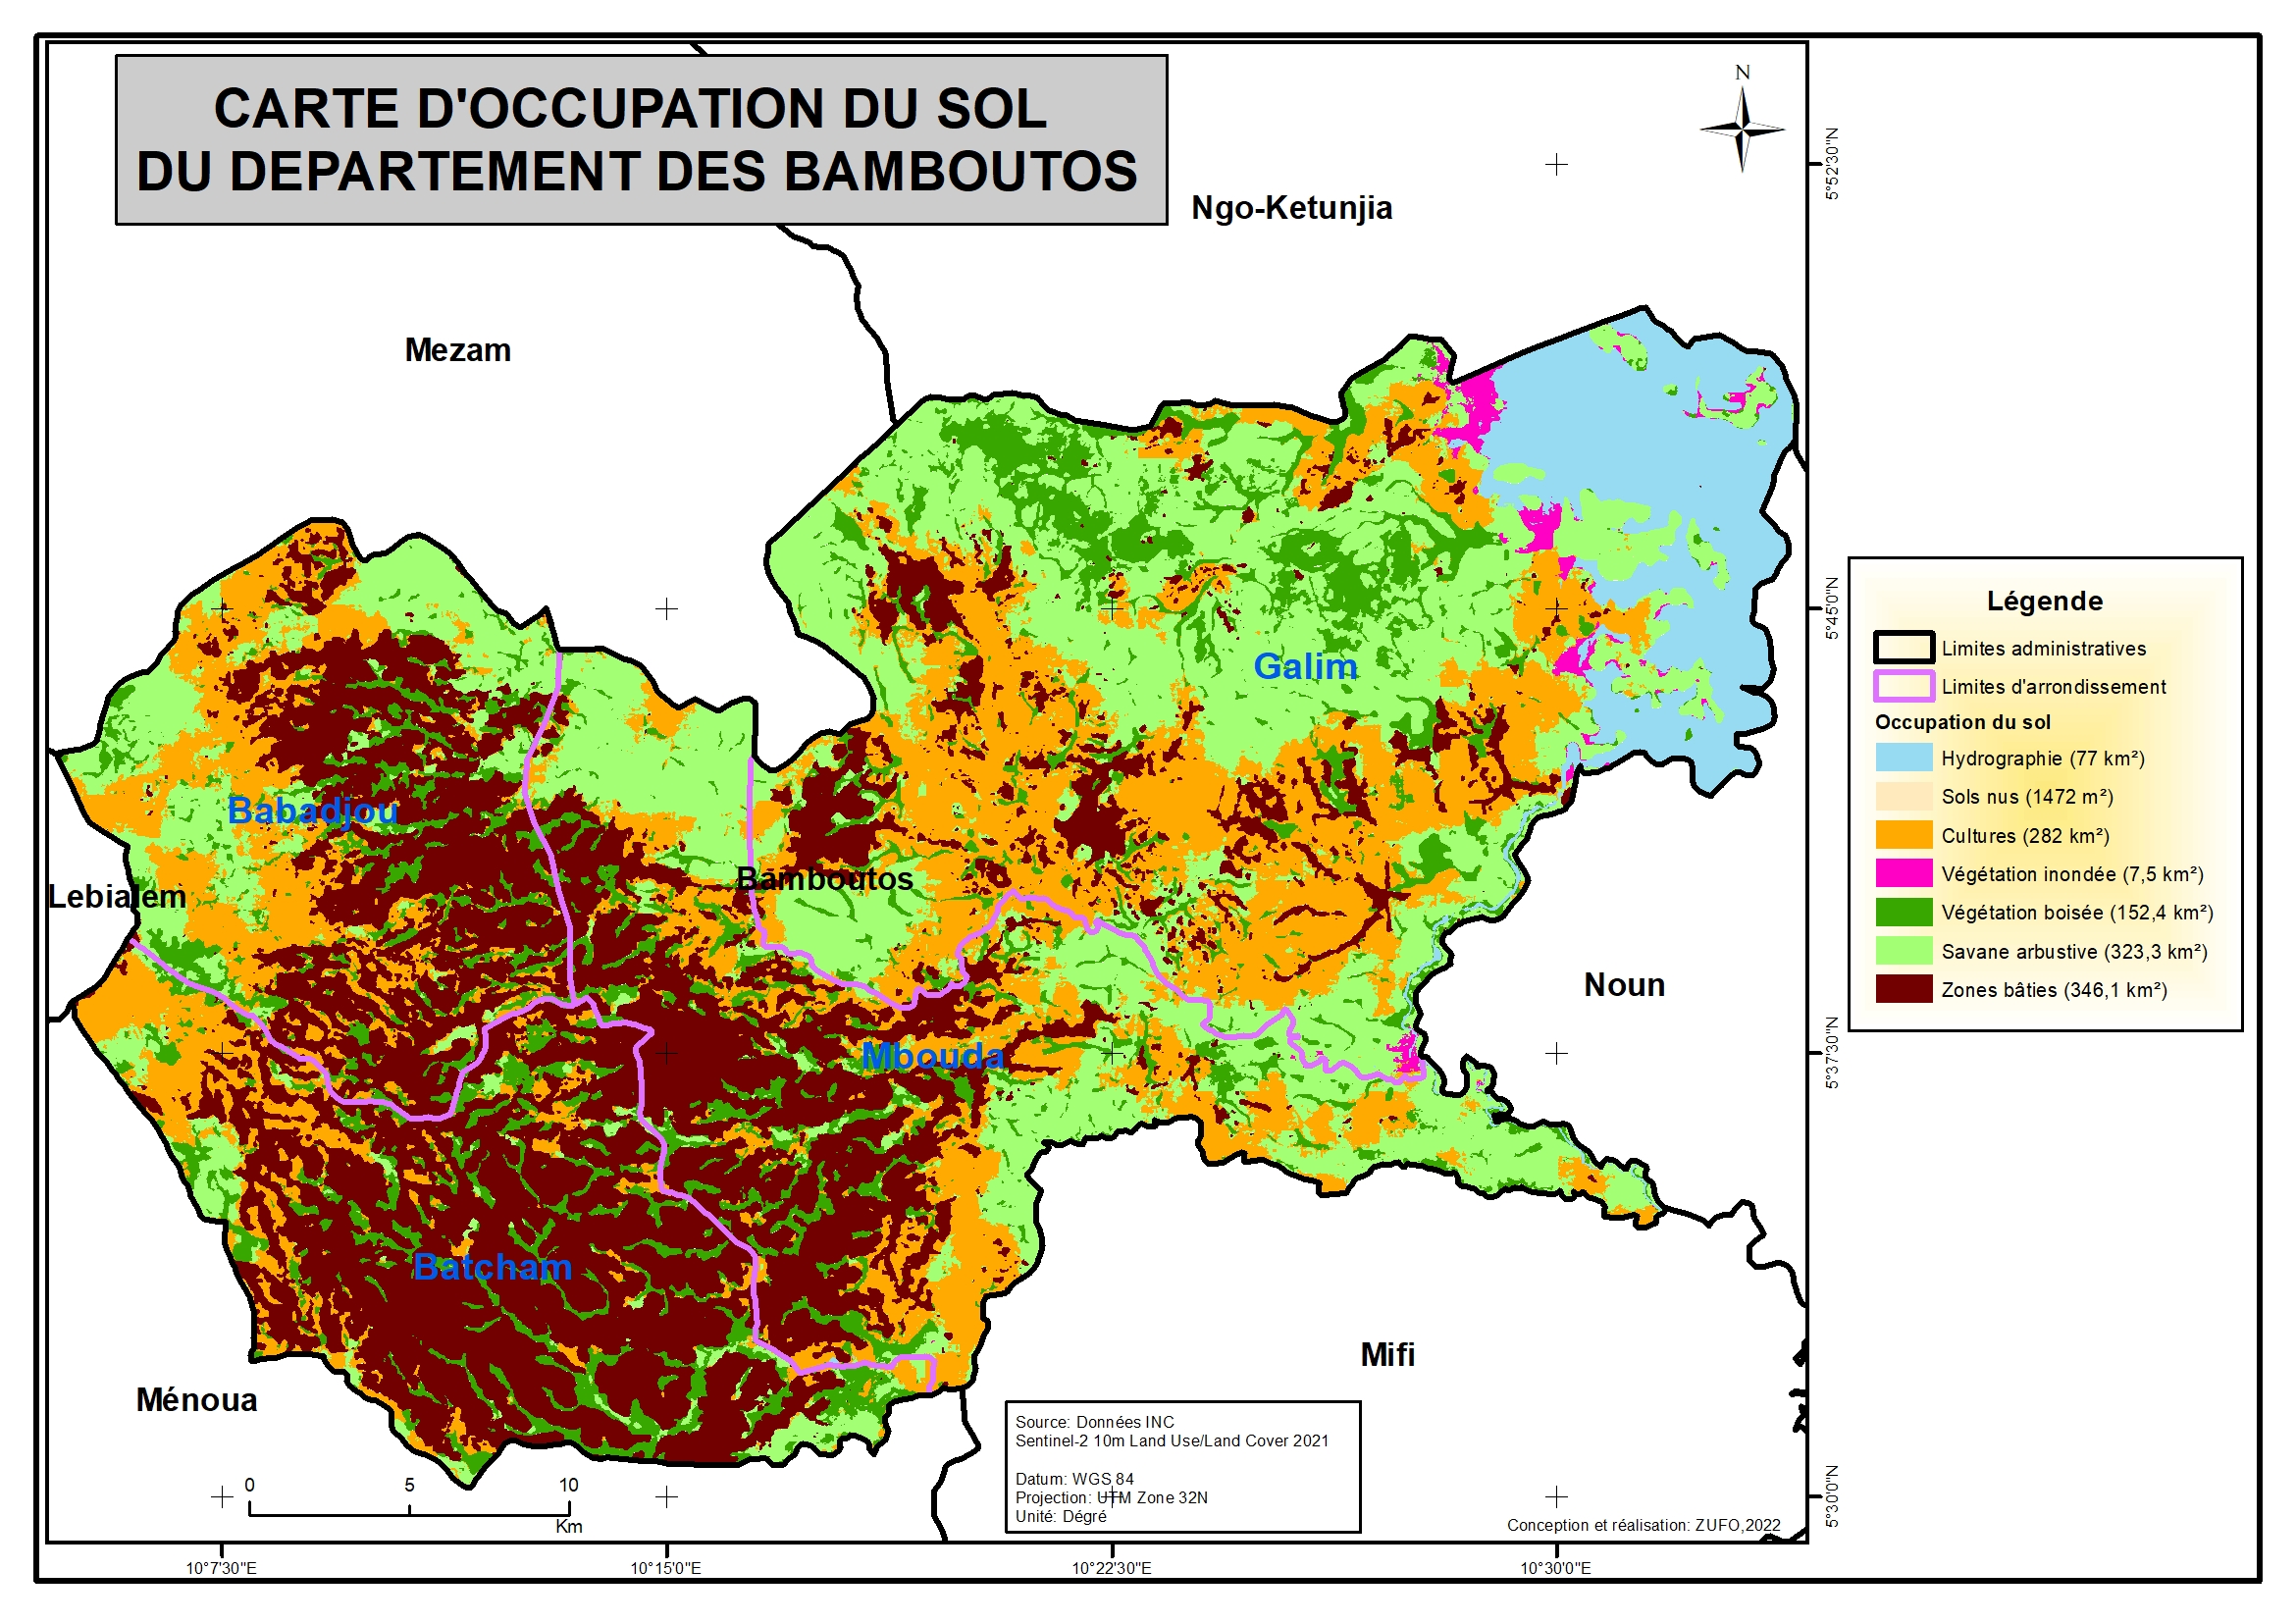 CARTE D'OCCUPATION DU SOL
DU DEPARTEMENT DES BAMBOUTOS
N
5°52'30"N
Ngo-Ketunjia
Mezam
5°45'0"N
Galim
Babadjou
Bamboutos
Lebialem
Noun
Mbouda
5°37'30"N
Batcham
Mifi
Ménoua
5°30'0"N
Légende
Limites administratives
Limites d'arrondissement
Occupation du sol
Hydrographie (77 km²)
Sols nus (1472 m²)
Cultures (282 km²)
Végétation inondée (7,5 km²)
Végétation boisée (152,4 km²)
Savane arbustive (323,3 km²)
Zones bâties (346,1 km²)
0 5 10
Km
Source: Données INC
Sentinel-2 10m Land Use/Land Cover 2021
Datum: WGS 84
Projection: UTM Zone 32N
Unité: Dégré
Conception et réalisation: ZUFO,2022
10°7'30"E 10°15'0"E 10°22'30"E 10°30'0"E